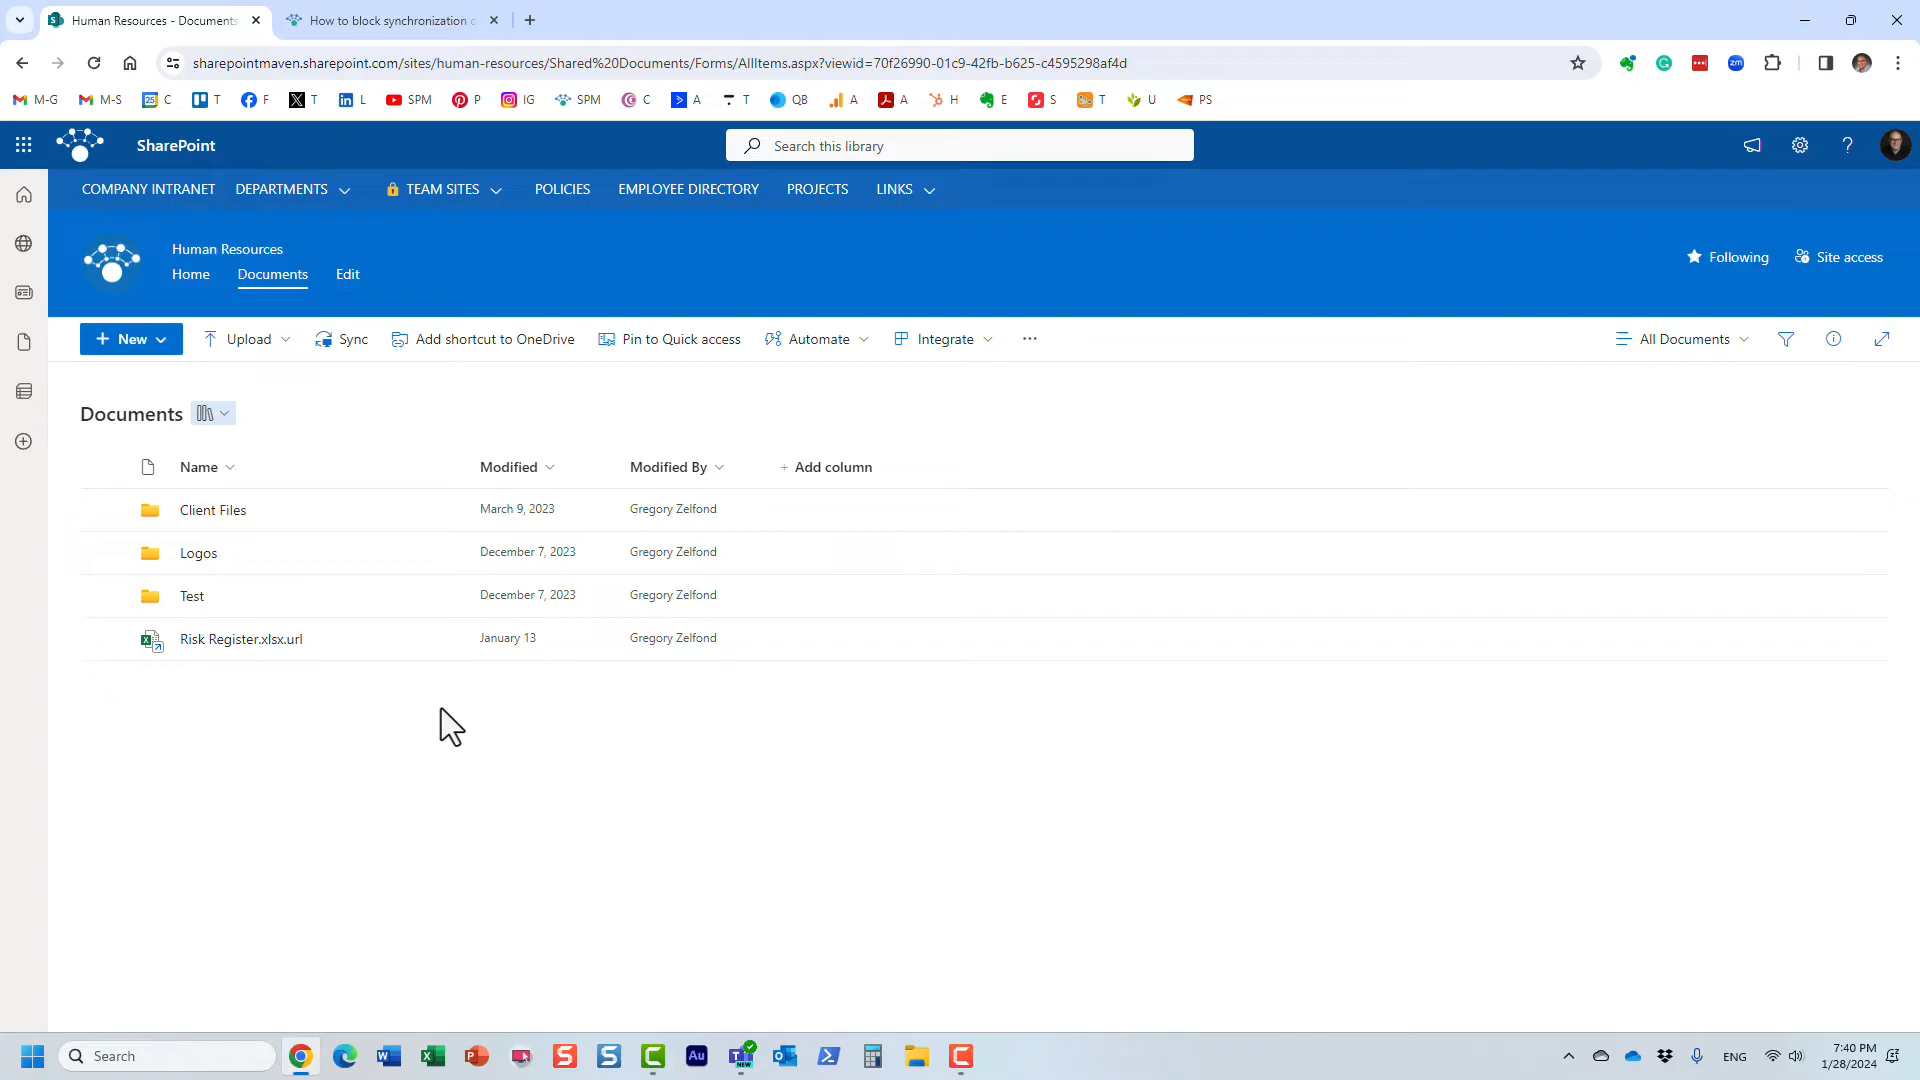 Human Resources - Documents
How to block synchronization
sharepointmaven.sharepoint.com/sites/human-resources/Shared%20Documents/Forms/AllItems.aspx?viewid=70f26990-01c9-42fb-b625-c4595298af4d
M-G M-S C T F T L SPM P IG SPM C A T QB A A H E S T U PS
SharePoint
Search this library
COMPANY INTRANET DEPARTMENTS TEAM SITES POLICIES EMPLOYEE DIRECTORY PROJECTS LINKS
Human Resources
Home Documents Edit
Following Site access
New Upload Sync Add shortcut to OneDrive Pin to Quick access Automate Integrate ... All Documents
Documents
Name Modified Modified By + Add column
Client Files March 9, 2023 Gregory Zelfond
Logos December 7, 2023 Gregory Zelfond
Test December 7, 2023 Gregory Zelfond
Risk Register.xlsx.url January 13 Gregory Zelfond
Search
ENG
7:40 PM
1/28/2024